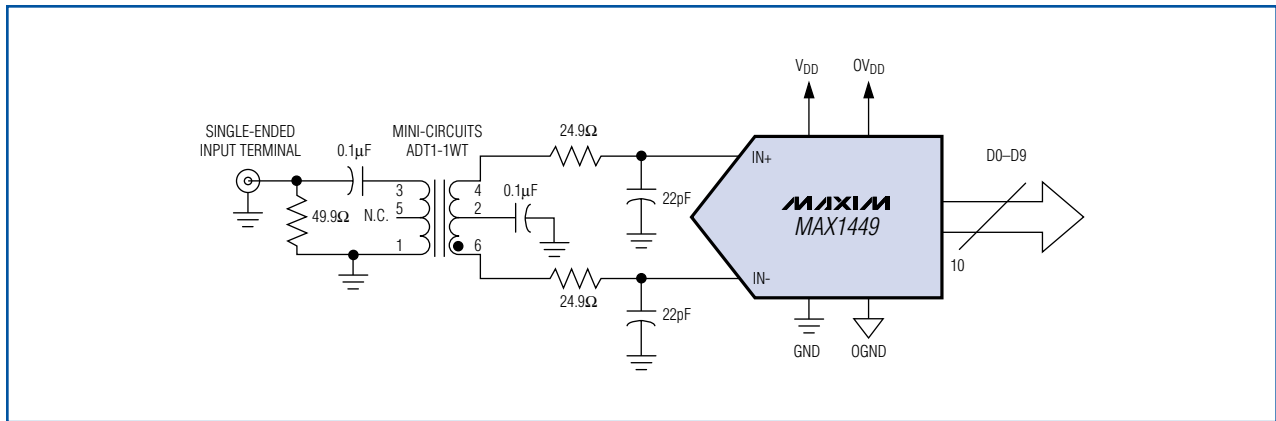 SINGLE-ENDED
INPUT TERMINAL
0.1µF
49.9Ω
N.C.
MINI-CIRCUITS
ADT1-1WT
3
5
1
4
2
6
0.1µF
24.9Ω
22pF
24.9Ω
22pF
VDD
OVDD
IN+
IN-
MAXIM
MAX1449
GND
OGND
D0–D9
10